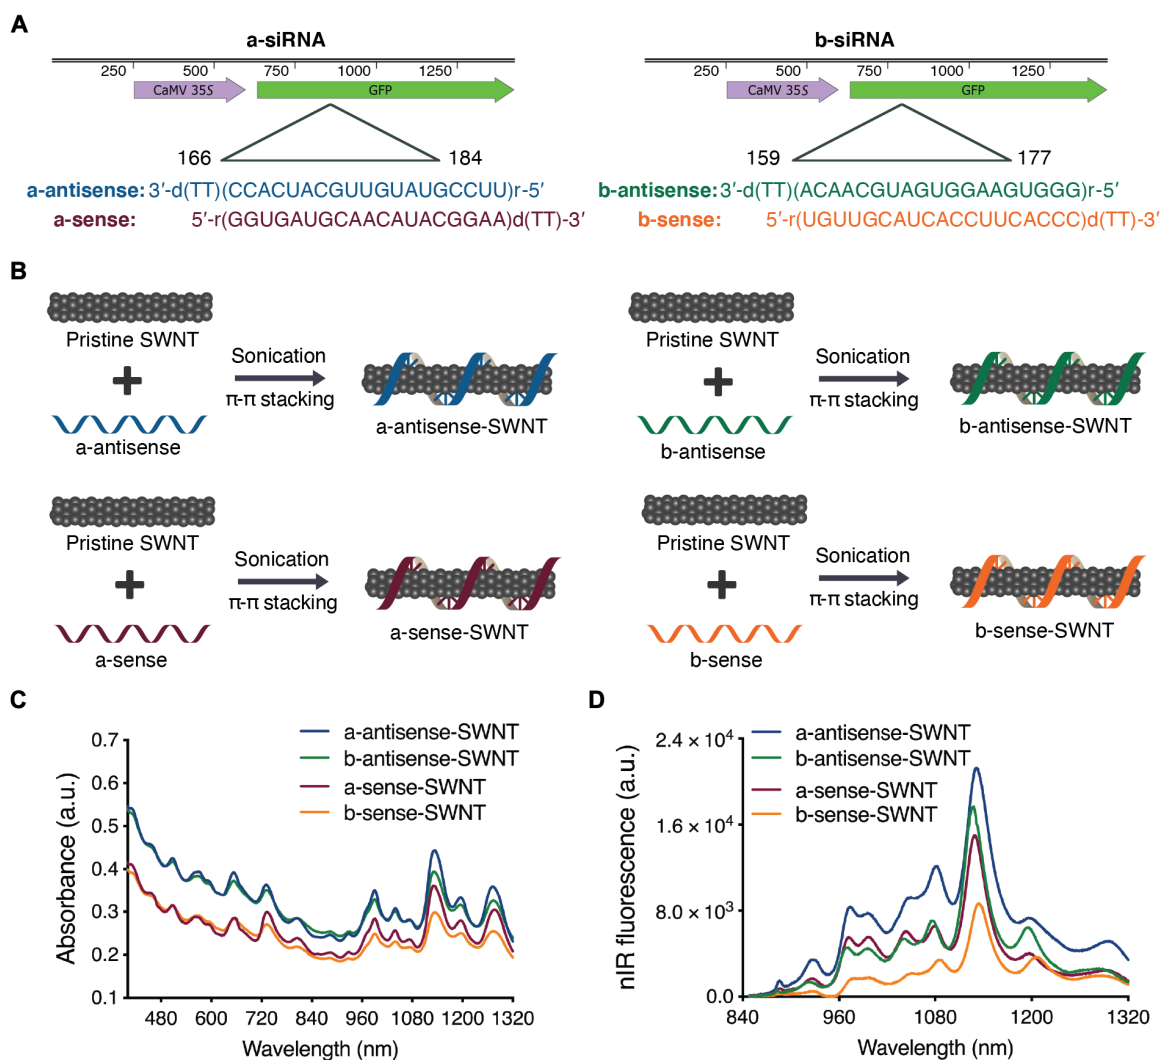 A
a-siRNA
250 500 750 1000 1250
CaMV 35S GFP
166 184
a-antisense: 3′-d(TT)(CCACUACGUUGUAUGCCUU)r-5′
a-sense: 5′-r(GGUGAUGCAACAUACGGAA)d(TT)-3′
b-siRNA
250 500 750 1000 1250
CaMV 35S GFP
159 177
b-antisense: 3′-d(TT)(ACAACGUAGUGGAAGUGGG)r-5′
b-sense: 5′-r(UGUUGCAUCACCUUCACCC)d(TT)-3′
B
Pristine SWNT
+
a-antisense
Sonication
π-π stacking
a-antisense-SWNT
Pristine SWNT
+
b-antisense
Sonication
π-π stacking
b-antisense-SWNT
Pristine SWNT
+
a-sense
Sonication
π-π stacking
a-sense-SWNT
Pristine SWNT
+
b-sense
Sonication
π-π stacking
b-sense-SWNT
C
a-antisense-SWNT
b-antisense-SWNT
a-sense-SWNT
b-sense-SWNT
Absorbance (a.u.)
0.7
0.6
0.5
0.4
0.3
0.2
0.1
480 600 720 840 960 1080 1200 1320
Wavelength (nm)
D
a-antisense-SWNT
b-antisense-SWNT
a-sense-SWNT
b-sense-SWNT
nIR fluorescence (a.u.)
2.4 × 10⁴
1.6 × 10⁴
8.0 × 10³
0.0
840 960 1080 1200 1320
Wavelength (nm)